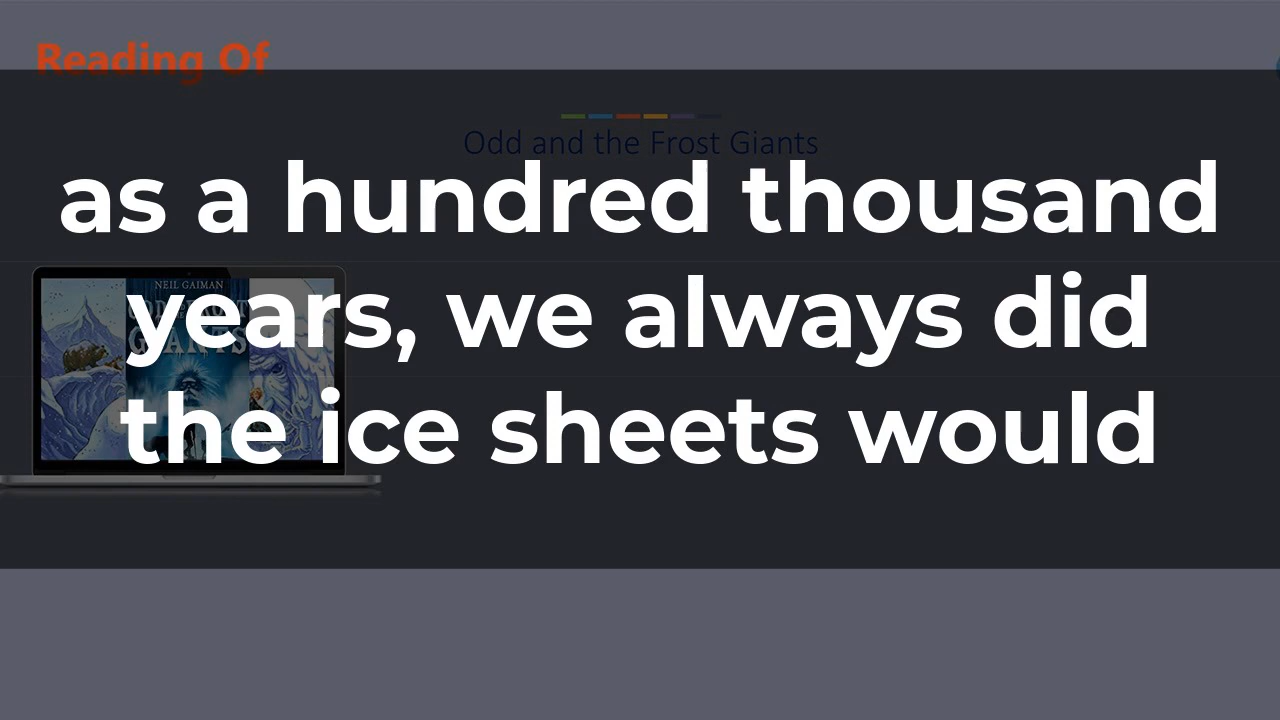 Reading Of
Odd and the Frost Giants
as a hundred thousand
NEIL GAIMAN
years, we always did
GIANTS
the ice sheets would